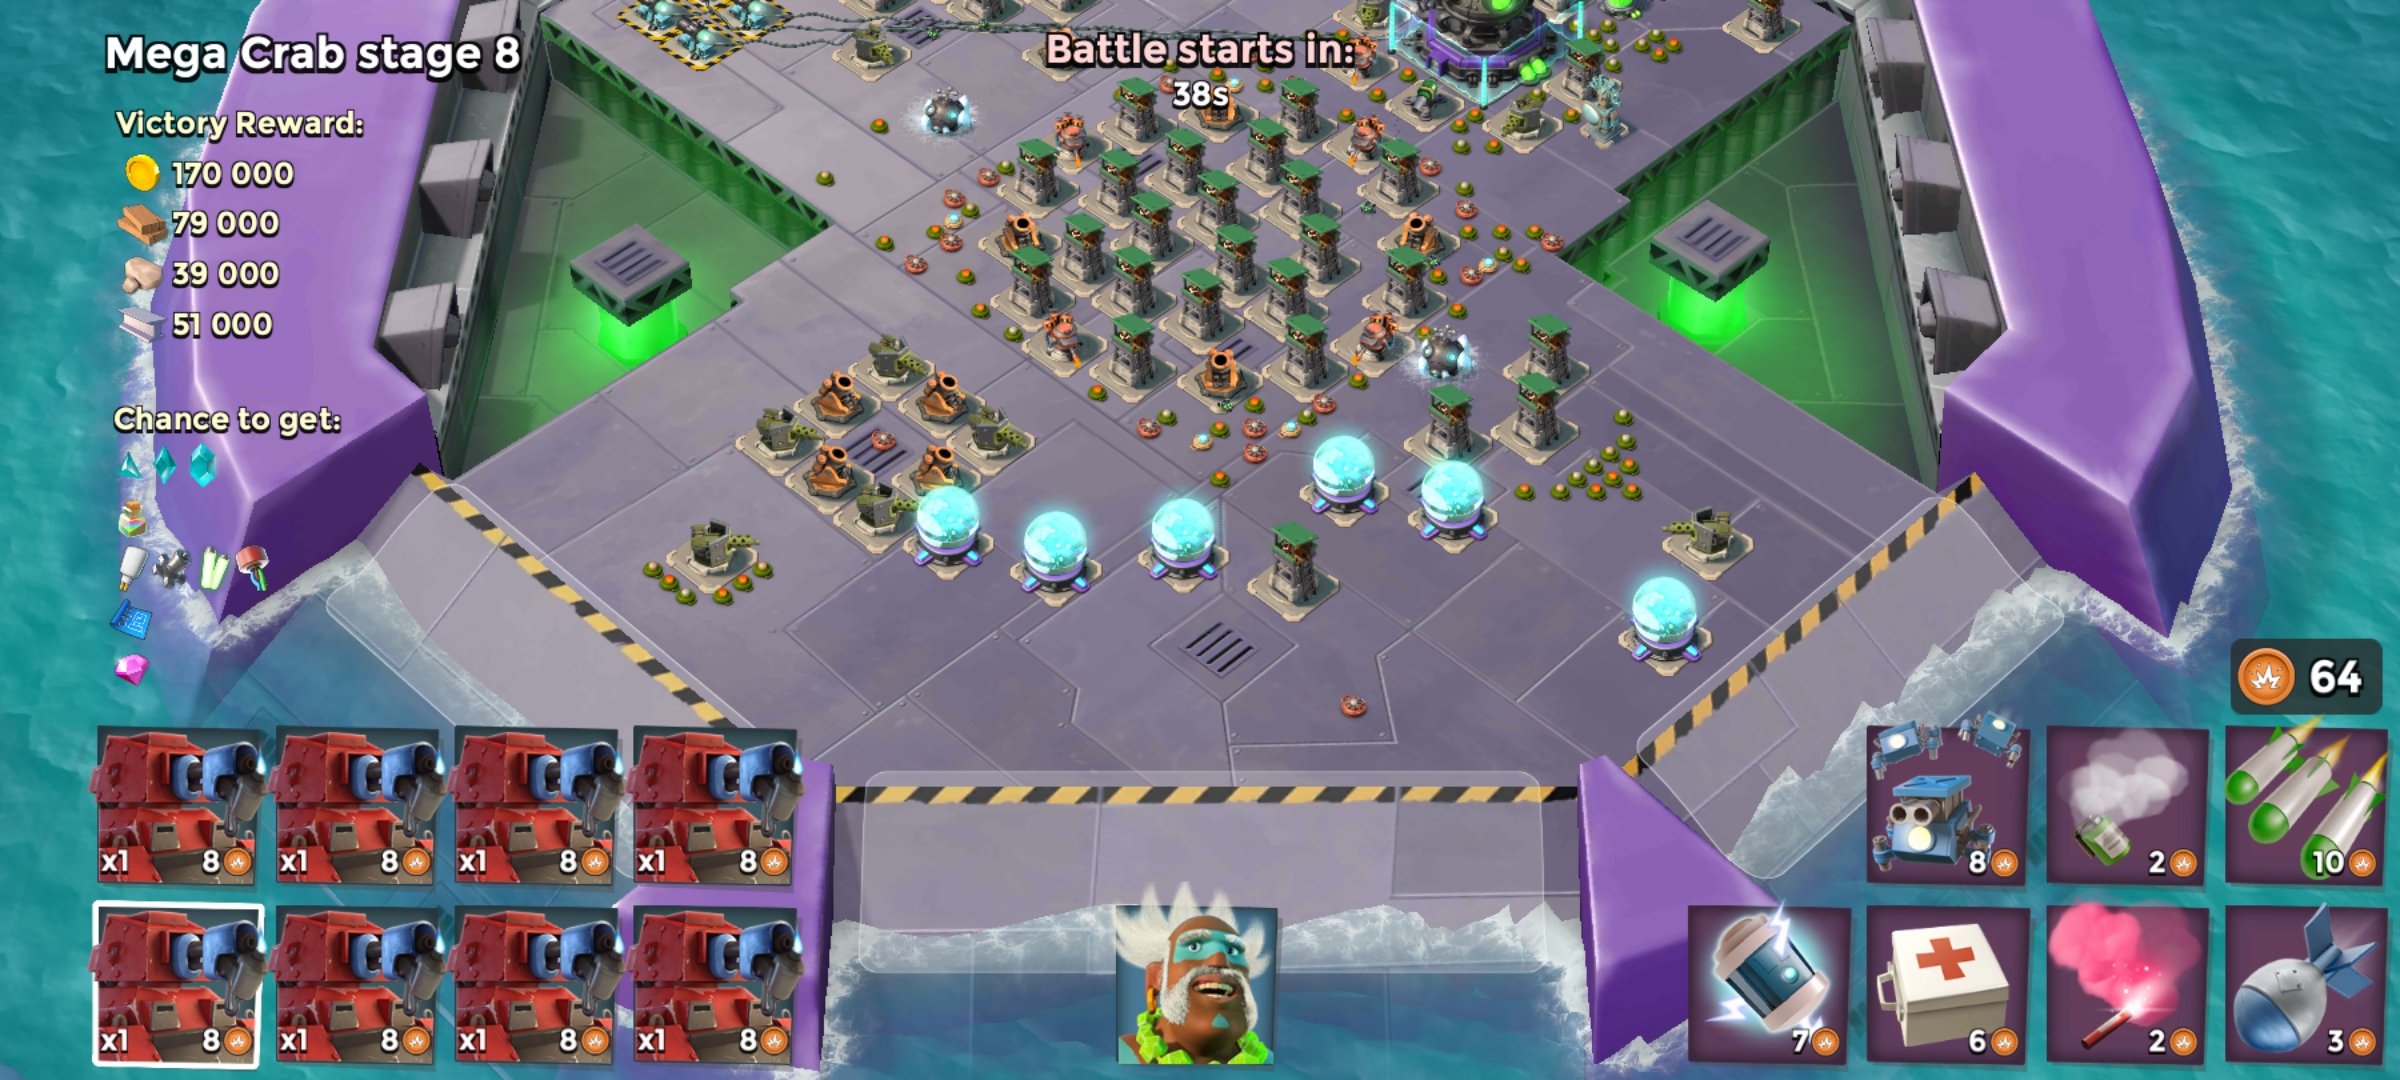 Mega Crab stage 8
Battle starts in:
38s
Victory Reward:
170 000
79 000
39 000
51 000
Chance to get:
64
x1 8
x1 8
x1 8
x1 8
8
2
10
x1 8
x1 8
x1 8
x1 8
7
6
2
3